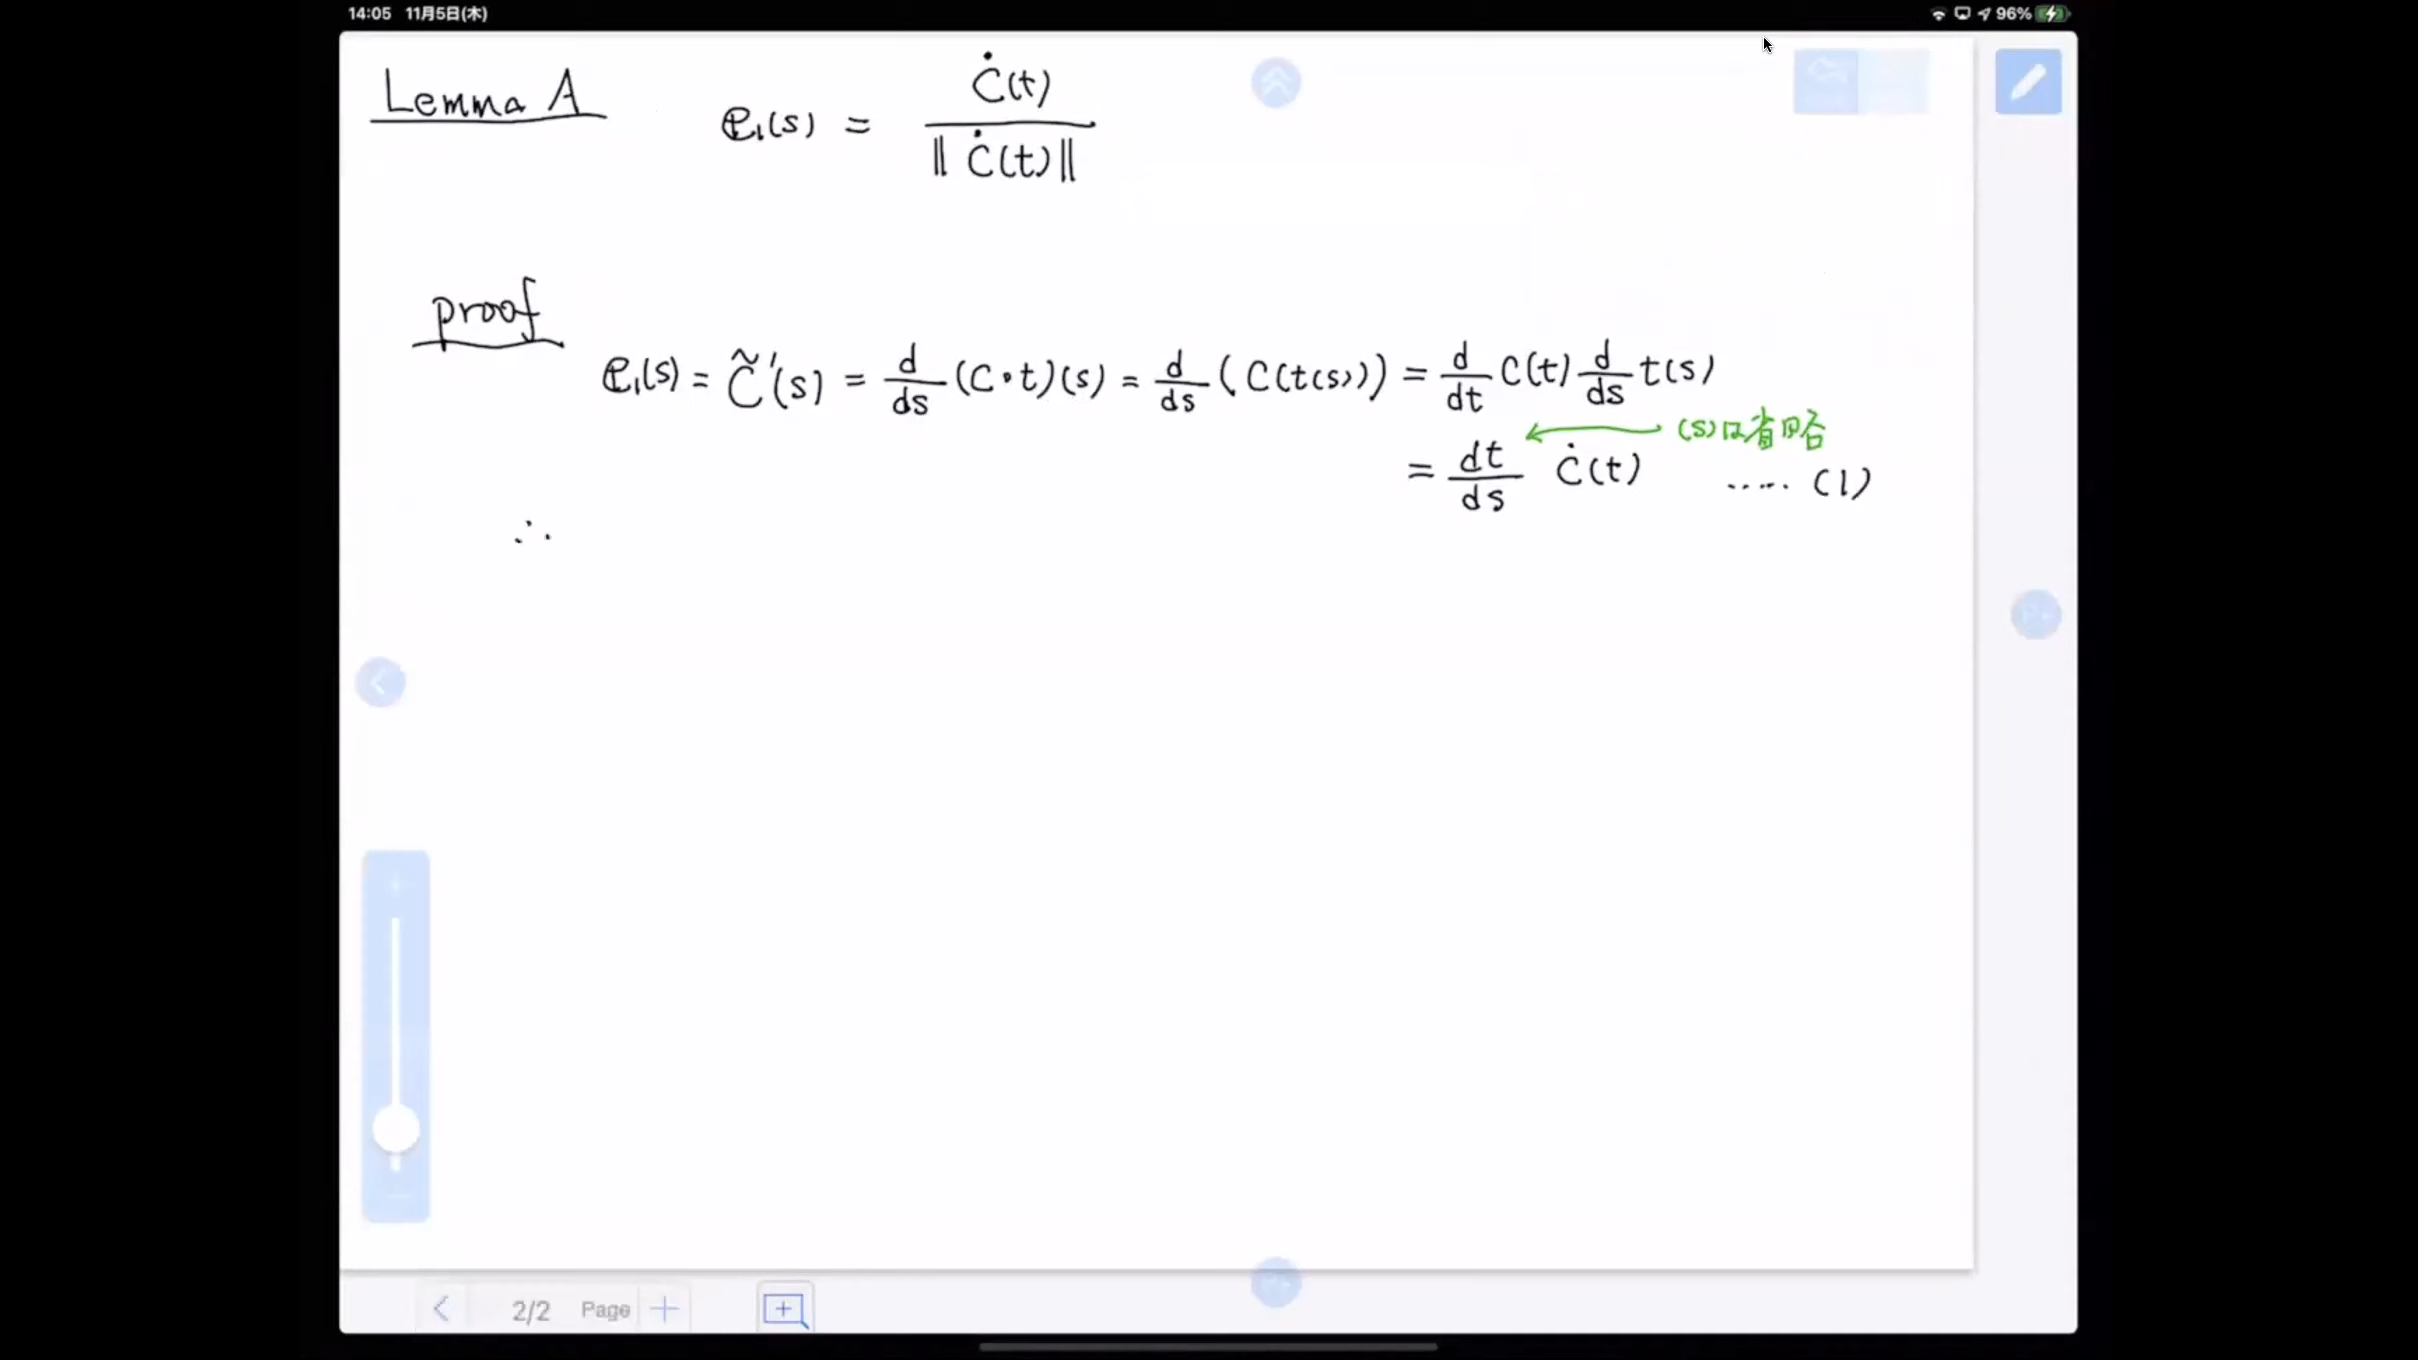 14:05 11月5日(木) 96%
Lemma A e₁(s) = Ċ(t) / ‖Ċ(t)‖
proof
e₁(s) = C̃'(s) = d/ds (C∘t)(s) = d/ds (C(t(s))) = d/dt C(t) d/ds t(s)
(s)は省略
= dt/ds Ċ(t) ..... (1)
∴
2/2 Page